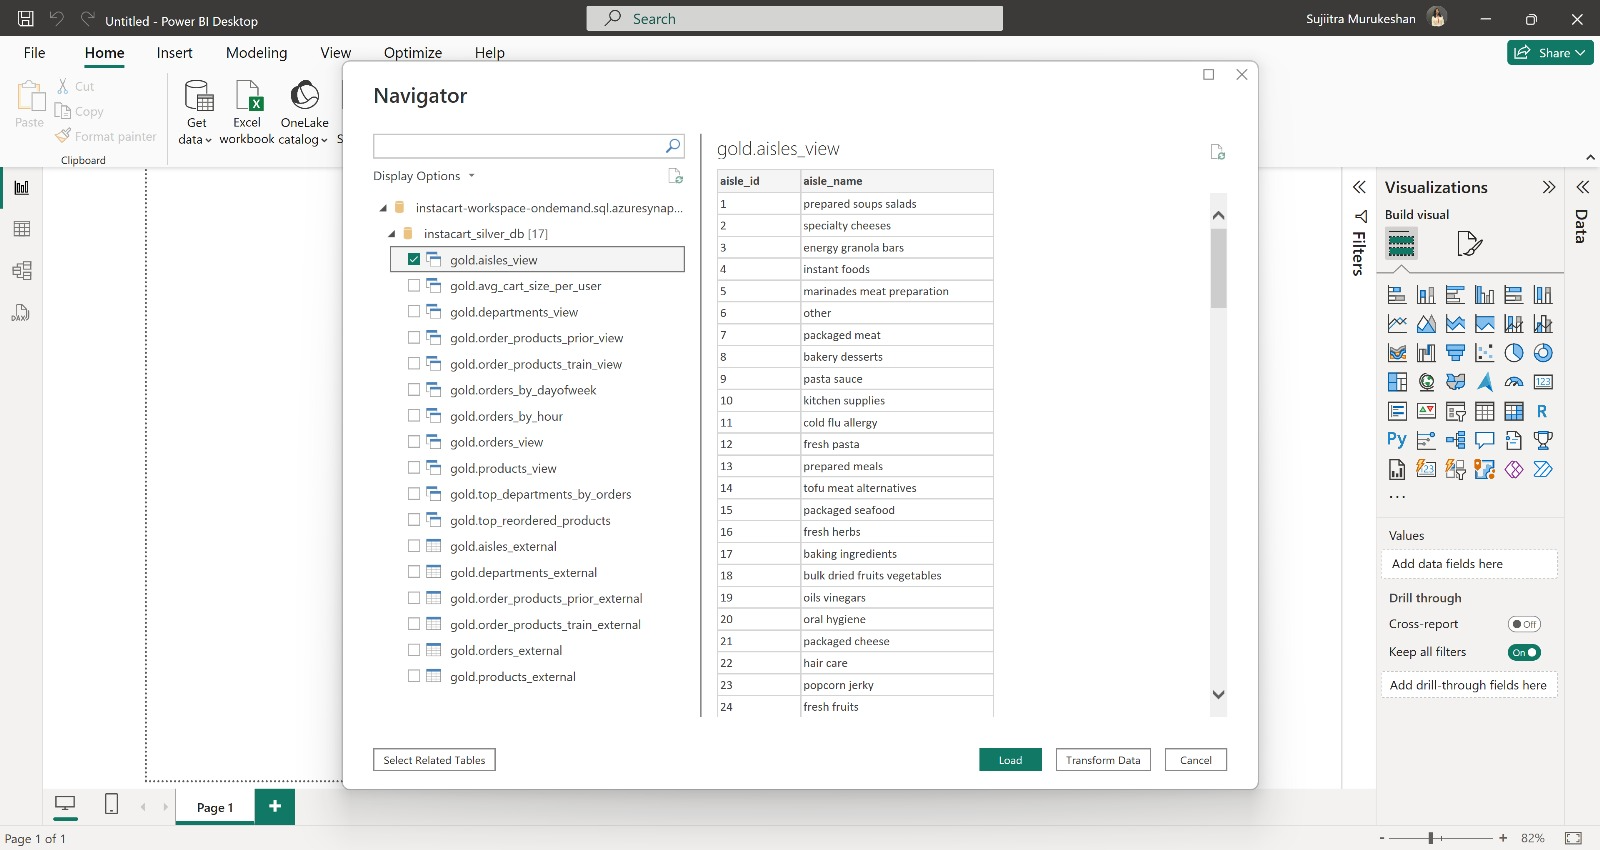 Untitled - Power BI Desktop
Search
Sujiitra Murukeshan
File Home Insert Modeling View Optimize Help
Share
Paste
Cut
Copy
Format painter
Clipboard
Get data
Excel workbook
OneLake catalog
S
Navigator
Display Options
instacart-workspace-ondemand.sql.azuresynap...
instacart_silver_db [17]
gold.aisles_view
gold.avg_cart_size_per_user
gold.departments_view
gold.order_products_prior_view
gold.order_products_train_view
gold.orders_by_dayofweek
gold.orders_by_hour
gold.orders_view
gold.products_view
gold.top_departments_by_orders
gold.top_reordered_products
gold.aisles_external
gold.departments_external
gold.order_products_prior_external
gold.order_products_train_external
gold.orders_external
gold.products_external
gold.aisles_view
aisle_id aisle_name
1 prepared soups salads
2 specialty cheeses
3 energy granola bars
4 instant foods
5 marinades meat preparation
6 other
7 packaged meat
8 bakery desserts
9 pasta sauce
10 kitchen supplies
11 cold flu allergy
12 fresh pasta
13 prepared meals
14 tofu meat alternatives
15 packaged seafood
16 fresh herbs
17 baking ingredients
18 bulk dried fruits vegetables
19 oils vinegars
20 oral hygiene
21 packaged cheese
22 hair care
23 popcorn jerky
24 fresh fruits
Select Related Tables
Load
Transform Data
Cancel
Filters
Visualizations
Build visual
123
R
Py
123
...
Values
Add data fields here
Drill through
Cross-report
Off
Keep all filters
On
Add drill-through fields here
Data
DAX
Page 1
+
Page 1 of 1
- + 82%